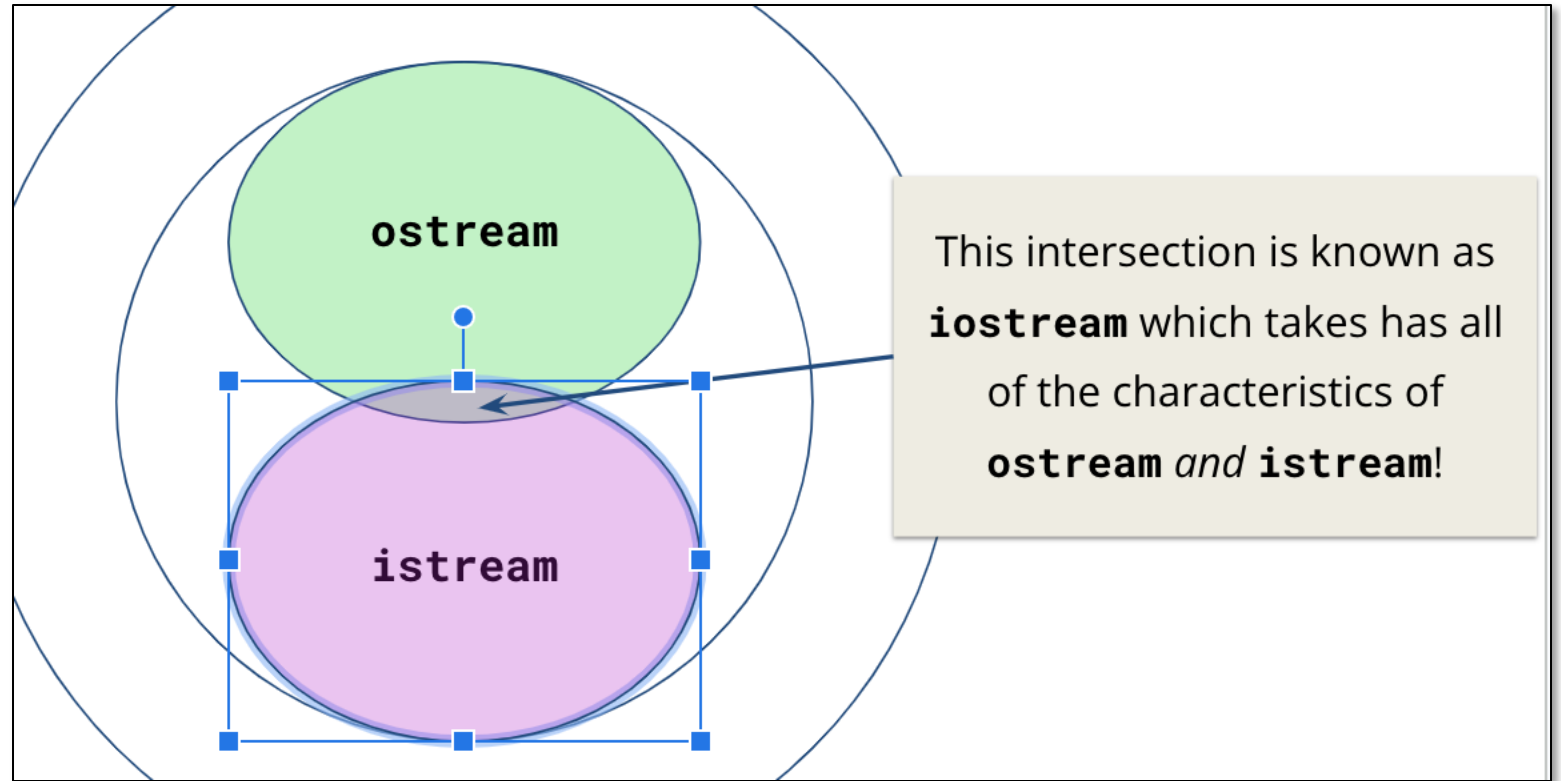 ostream
istream
This intersection is known as
iostream which takes has all
of the characteristics of
ostream and istream!